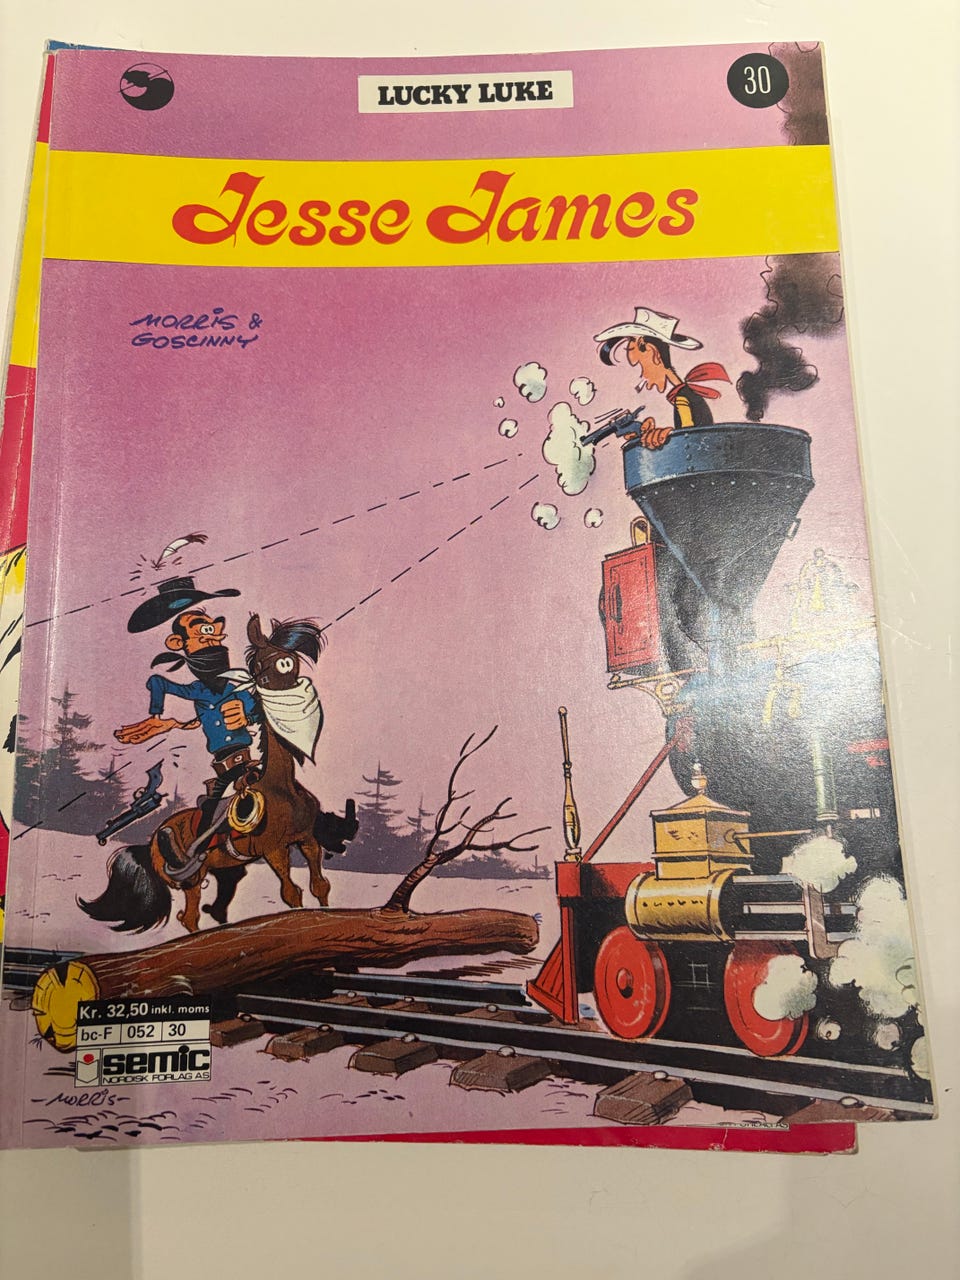 LUCKY LUKE
30
Jesse James
MORRIS &
GOSCINNY
Kr. 32,50 inkl. moms
bc-F 052 30
semic
NORDISK FORLAG AS
-MORRIS-